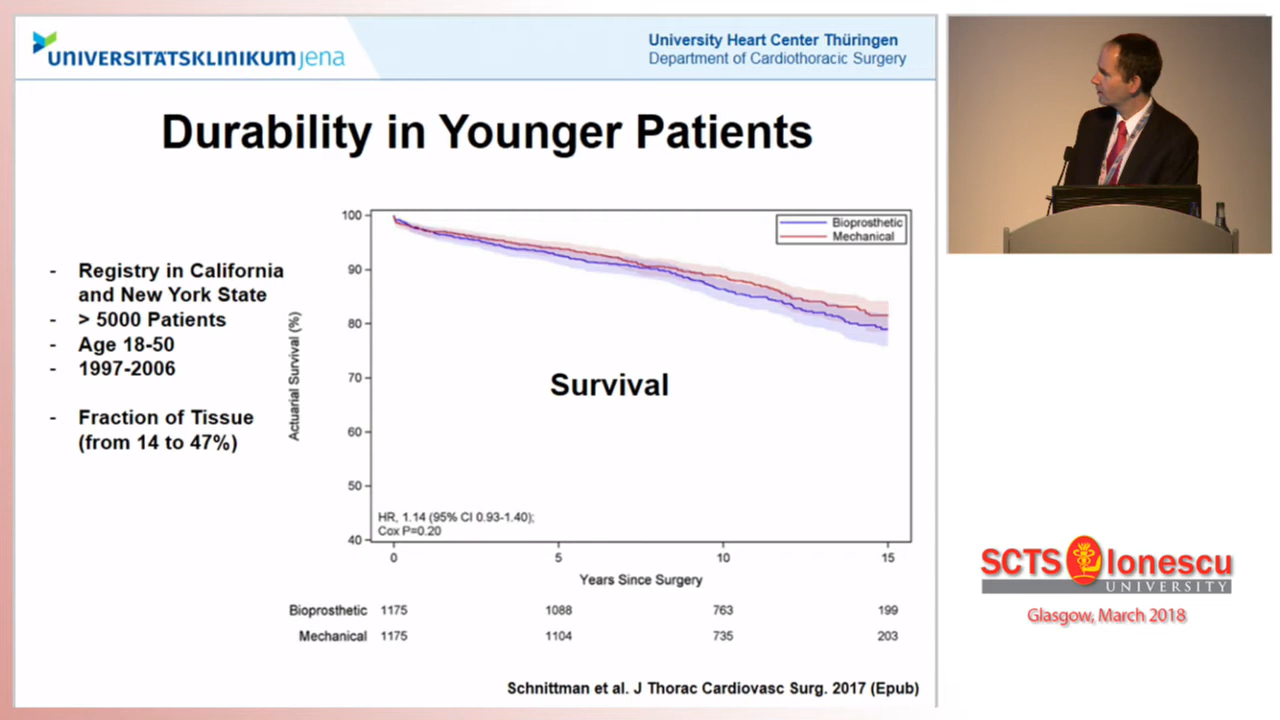 UNIVERSITÄTSKLINIKUM jena
University Heart Center Thüringen
Department of Cardiothoracic Surgery
Durability in Younger Patients
- Registry in California
and New York State
- > 5000 Patients
- Age 18-50
- 1997-2006
- Fraction of Tissue
(from 14 to 47%)
Actuarial Survival (%)
100
90
80
70
60
50
40
Bioprosthetic
Mechanical
Survival
HR, 1.14 (95% CI 0.93-1.40);
Cox P=0.20
0 5 10 15
Years Since Surgery
Bioprosthetic 1175 1088 763 199
Mechanical 1175 1104 735 203
Schnittman et al. J Thorac Cardiovasc Surg. 2017 (Epub)
SCTS Ionescu
UNIVERSITY
Glasgow, March 2018